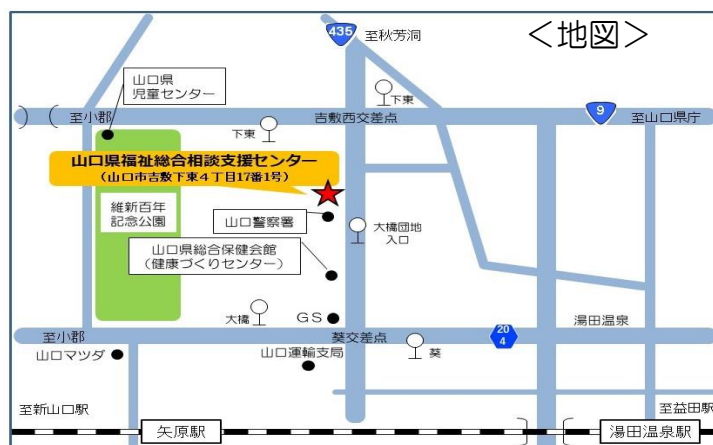 <地図>
435
至秋芳洞
山口県
児童センター
下東
9
至小郡
下東
吉敷西交差点
至山口県庁
山口県福祉総合相談支援センター
(山口市吉敷下東4丁目17番1号)
維新百年
記念公園
山口警察署
大橋団地
入口
山口県総合保健会館
(健康づくりセンター)
大橋
GS
湯田温泉
至小郡
葵交差点
20
4
山口マツダ
山口運輸支局
葵
至新山口駅
至益田駅
矢原駅
湯田温泉駅